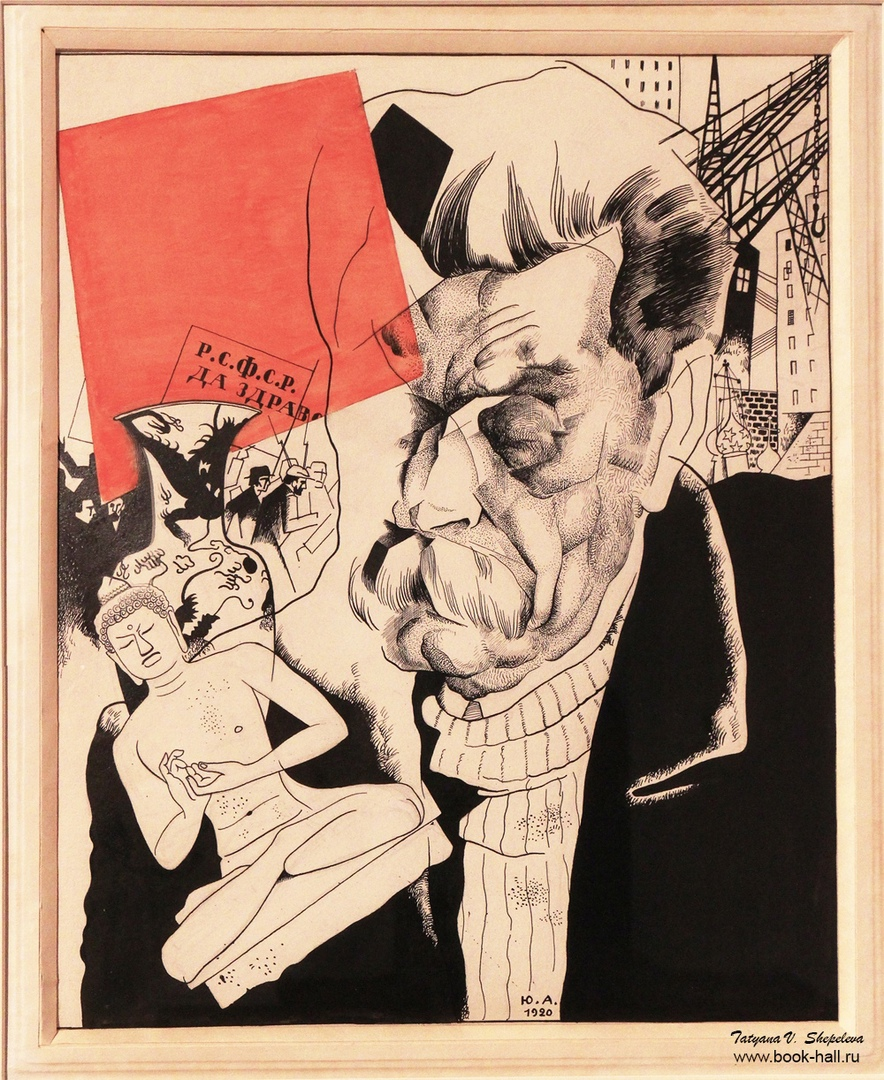 Р.С.Ф.С.Р.
ДА ЗДРАВС
Ю.А.
1920
Tatyana V. Shepeleva
www.book-hall.ru